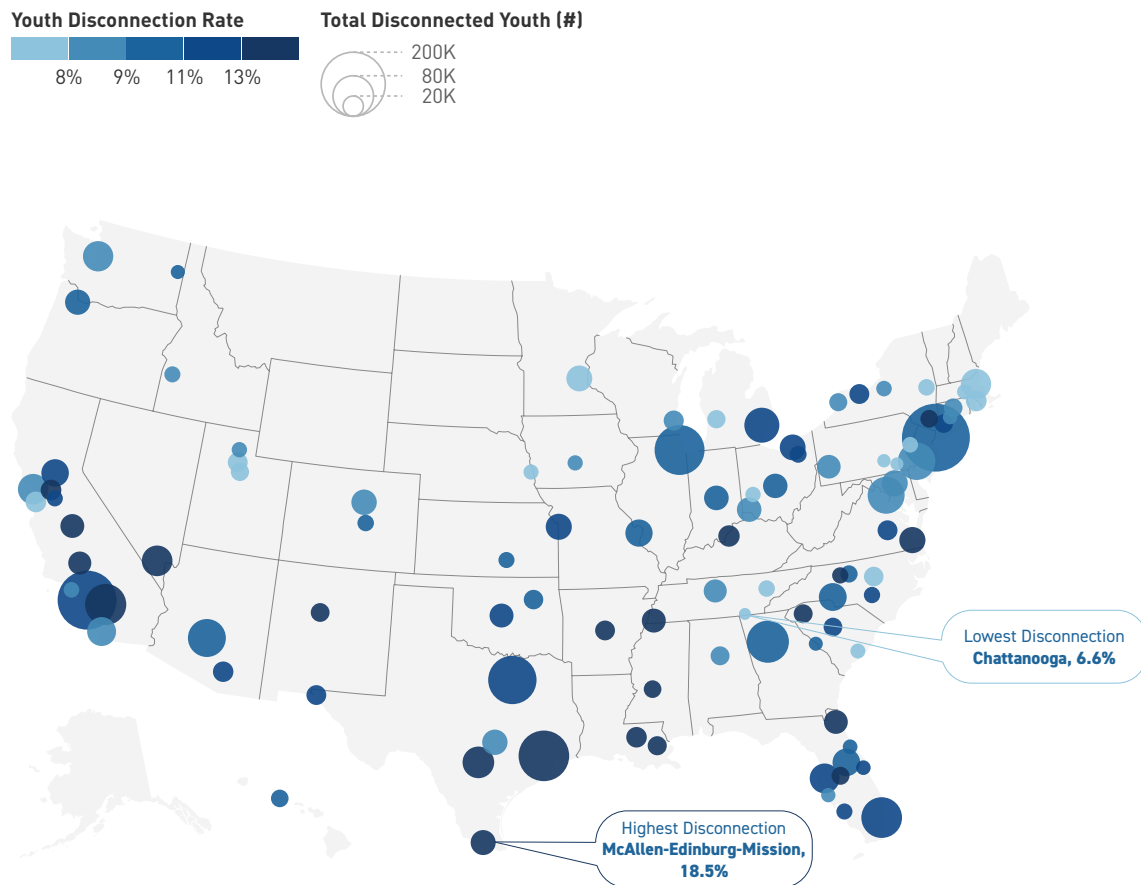 Youth Disconnection Rate
8% 9% 11% 13%
Total Disconnected Youth (#)
200K
80K
20K
Lowest Disconnection
Chattanooga, 6.6%
Highest Disconnection
McAllen-Edinburg-Mission,
18.5%